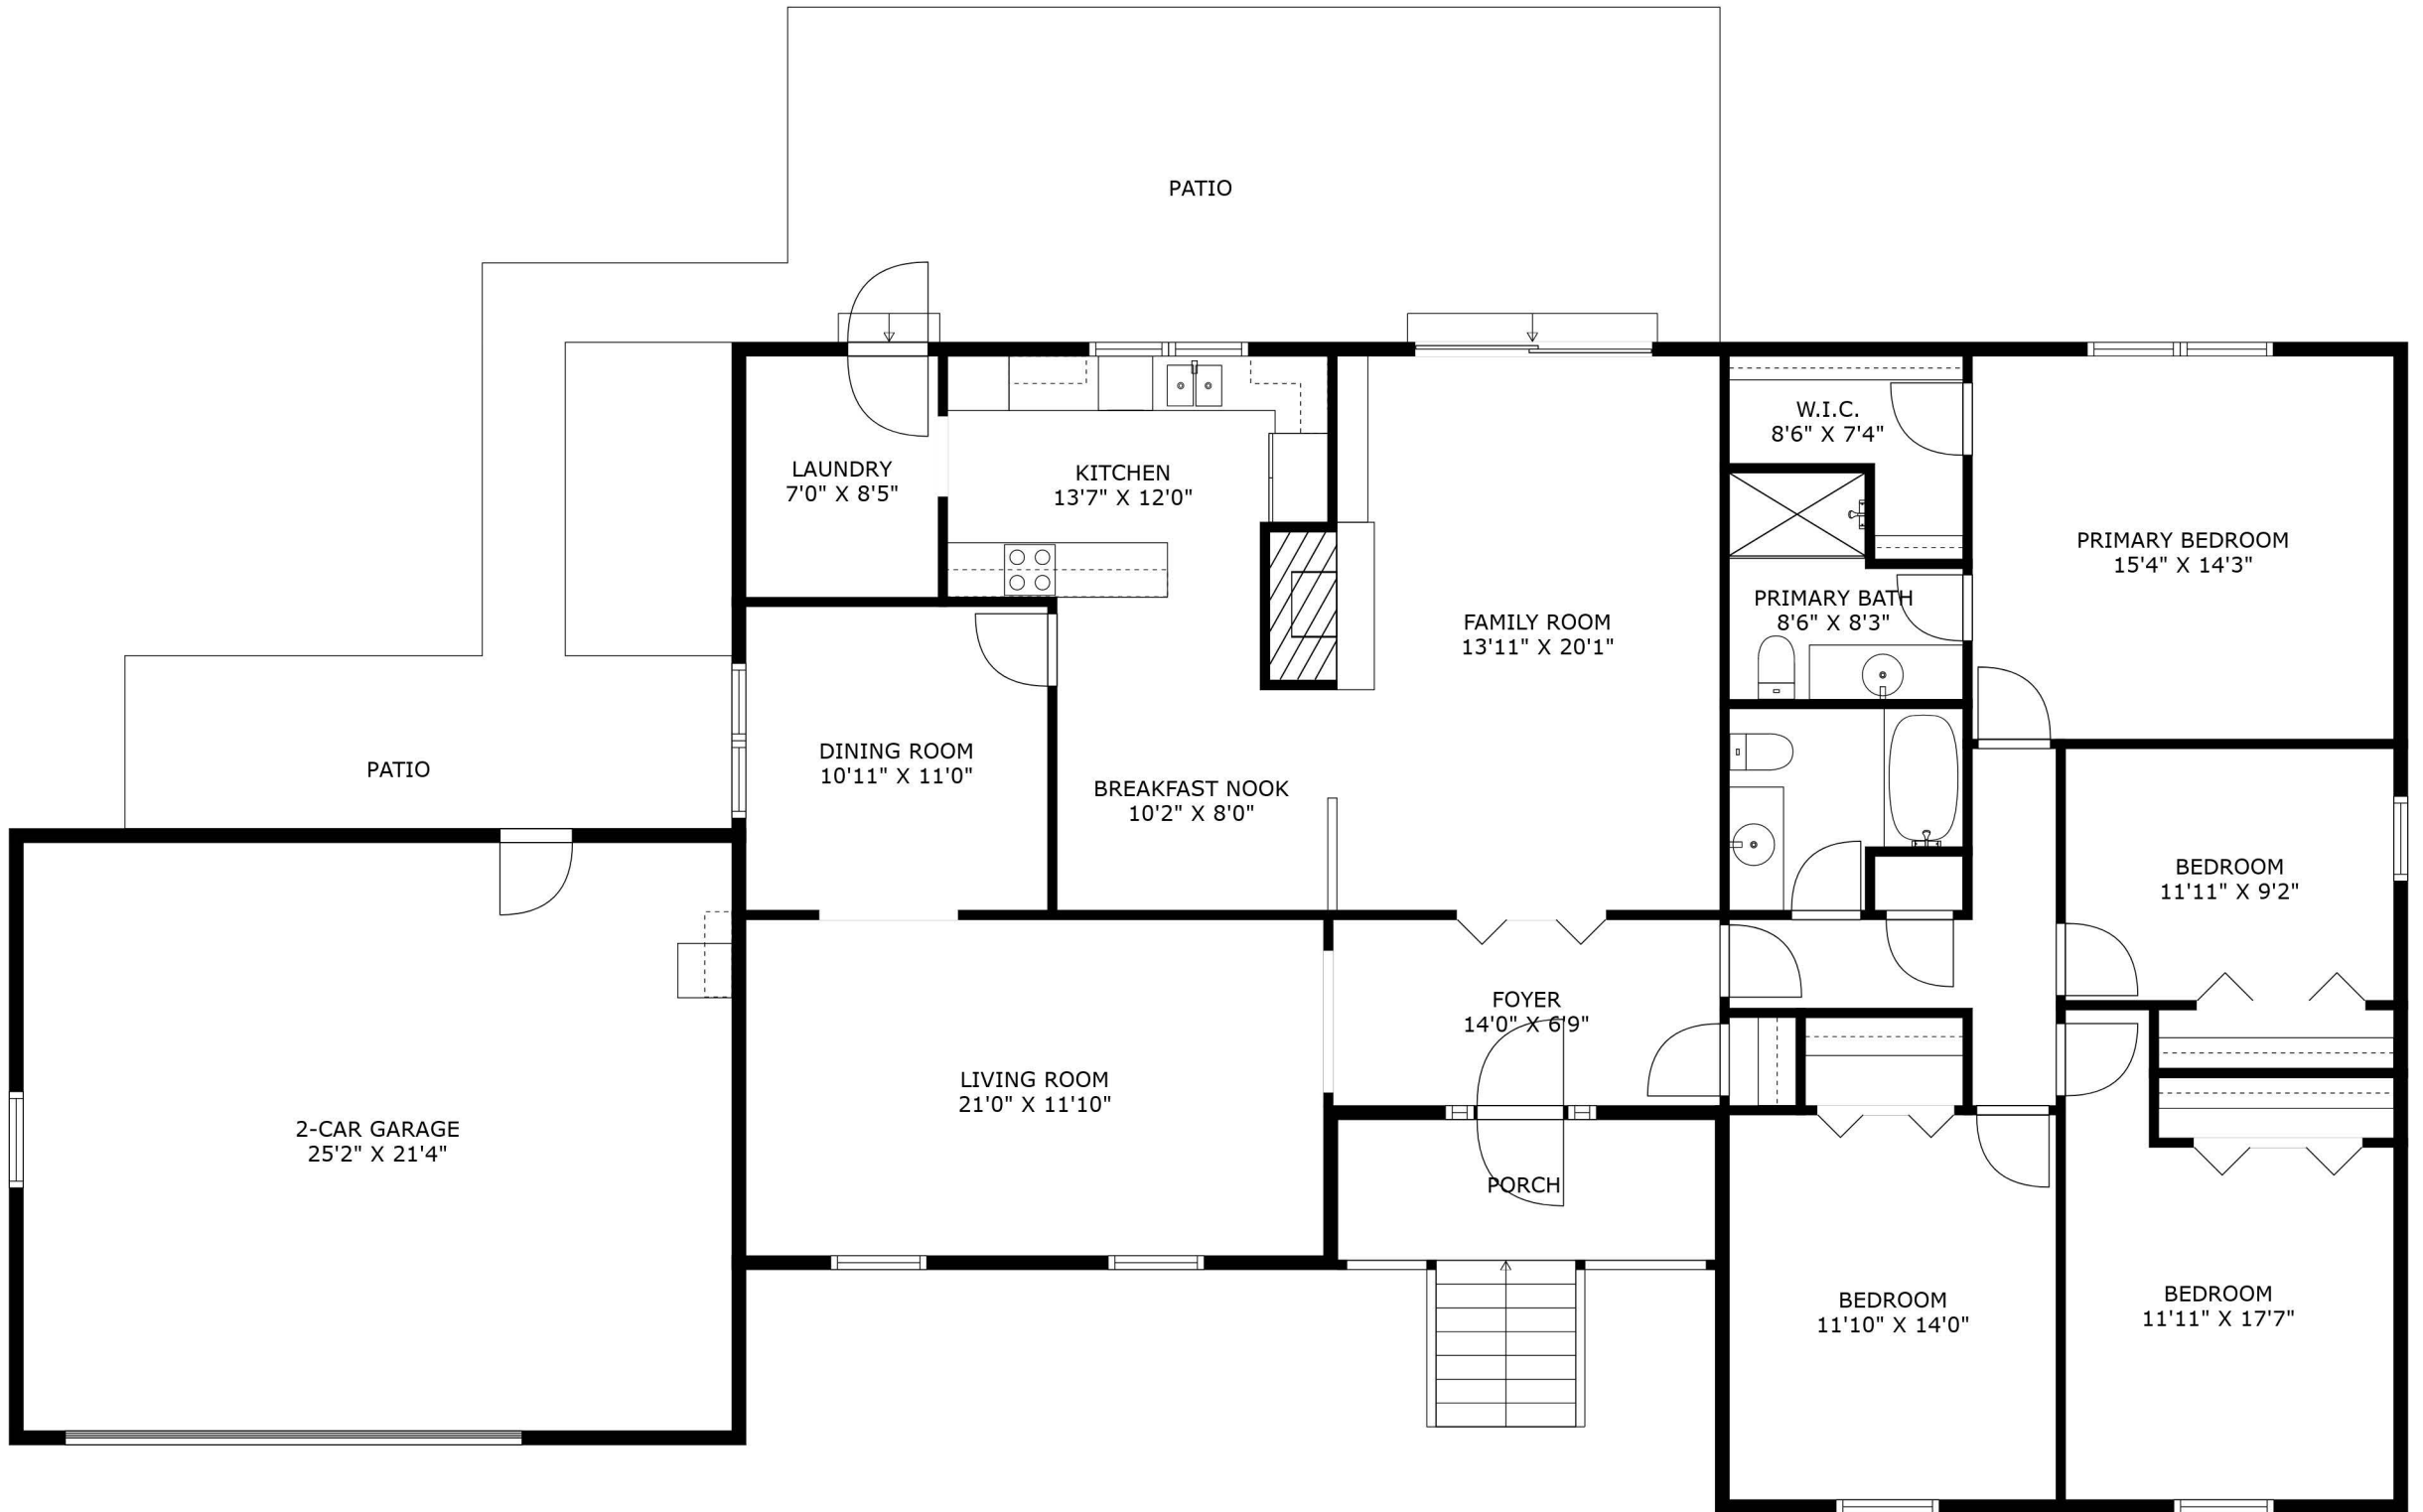 PATIO
W.I.C.
8'6" X 7'4"
LAUNDRY
7'0" X 8'5"
KITCHEN
13'7" X 12'0"
PRIMARY BEDROOM
15'4" X 14'3"
PRIMARY BATH
8'6" X 8'3"
FAMILY ROOM
13'11" X 20'1"
DINING ROOM
10'11" X 11'0"
PATIO
BREAKFAST NOOK
10'2" X 8'0"
BEDROOM
11'11" X 9'2"
FOYER
14'0" X 6'9"
LIVING ROOM
21'0" X 11'10"
2-CAR GARAGE
25'2" X 21'4"
PORCH
BEDROOM
11'10" X 14'0"
BEDROOM
11'11" X 17'7"